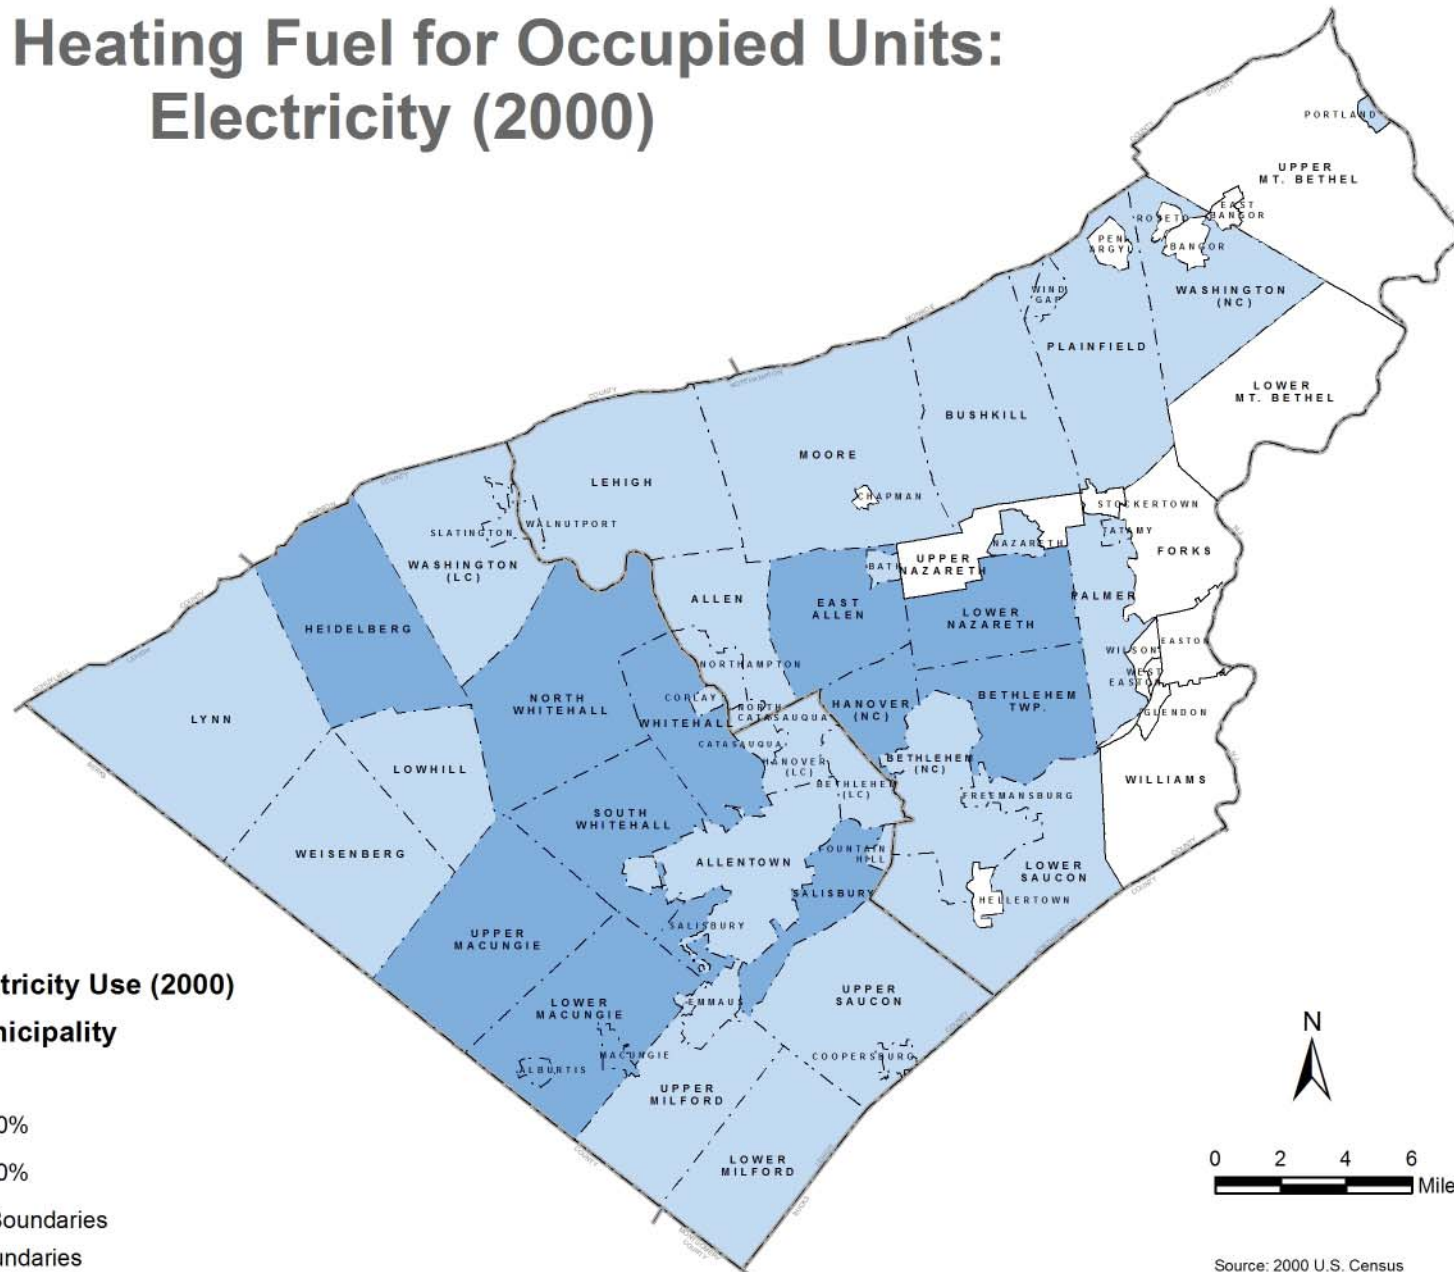 Heating Fuel for Occupied Units:
Electricity (2000)
PORTLAND
UPPER
MT. BETHEL
EAST
BANGOR
ROSETO
BANGOR
PEN
ARGYL
WIND
GAP
WASHINGTON
(NC)
PLAINFIELD
LOWER
MT. BETHEL
BUSHKILL
MOORE
CHAPMAN
LEHIGH
WALNUTPORT
SLATINGTON
WASHINGTON
(LC)
STOCKERTOWN
TATAMY
FORKS
NAZARETH
UPPER
NAZARETH
BATH
ALLEN
EAST
ALLEN
LOWER
NAZARETH
PALMER
HEIDELBERG
WILSON
EASTON
WEST
EASTON
NORTHAMPTON
LYNN
NORTH
WHITEHALL
COPLAY
WHITEHALL
NORTH
CATASAUQUA
HANOVER
(NC)
BETHLEHEM
TWP.
GLENDON
CATASAUQUA
HANOVER
(LC)
BETHLEHEM
(NC)
LOWHILL
BETHLEHEM
(LC)
FREEMANSBURG
WILLIAMS
SOUTH
WHITEHALL
WEISENBERG
ALLENTOWN
FOUNTAIN
HILL
LOWER
SAUCON
SALISBURY
HELLERTOWN
SALISBURY
UPPER
MACUNGIE
UPPER
SAUCON
LOWER
MACUNGIE
EMMAUS
MACUNGIE
ALBURTIS
COOPERSBURG
UPPER
MILFORD
LOWER
MILFORD
tricity Use (2000)
nicipality
0%
0%
Boundaries
undaries
N
0 2 4 6
Mile
Source: 2000 U.S. Census